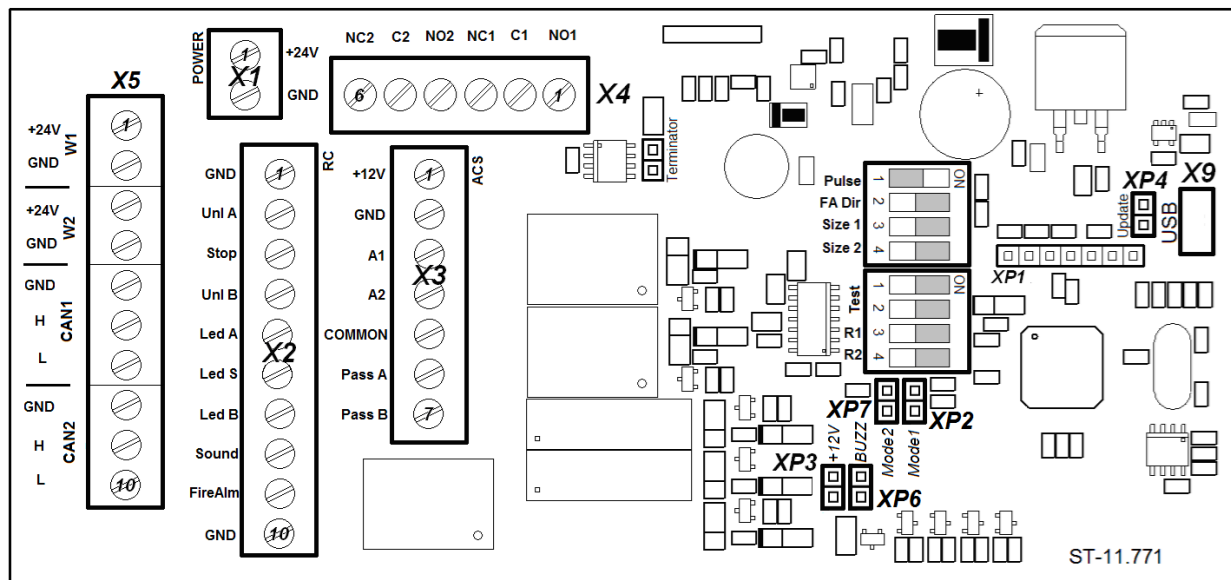 POWER
1
X1
+24V
GND
NC2 C2 NO2 NC1 C1 NO1
6 1
X4
X5
W1
+24V
GND
W2
+24V
GND
CAN1
GND
H
L
CAN2
GND
H
L
1
10
RC
GND
Unl A
Stop
Unl B
Led A
Led S
Led B
Sound
FireAlm
GND
1
X2
10
ACS
+12V
GND
A1
A2
COMMON
Pass A
Pass B
1
X3
7
Terminator
+
Pulse 1 ON
FA Dir 2
Size 1 3
Size 2 4
Test 1 ON
2
R1 3
R2 4
XP7
XP2
Mode2
Mode1
XP3
+12V
BUZZ
XP6
XP4
Update
USB
X9
XP1
ST-11.771